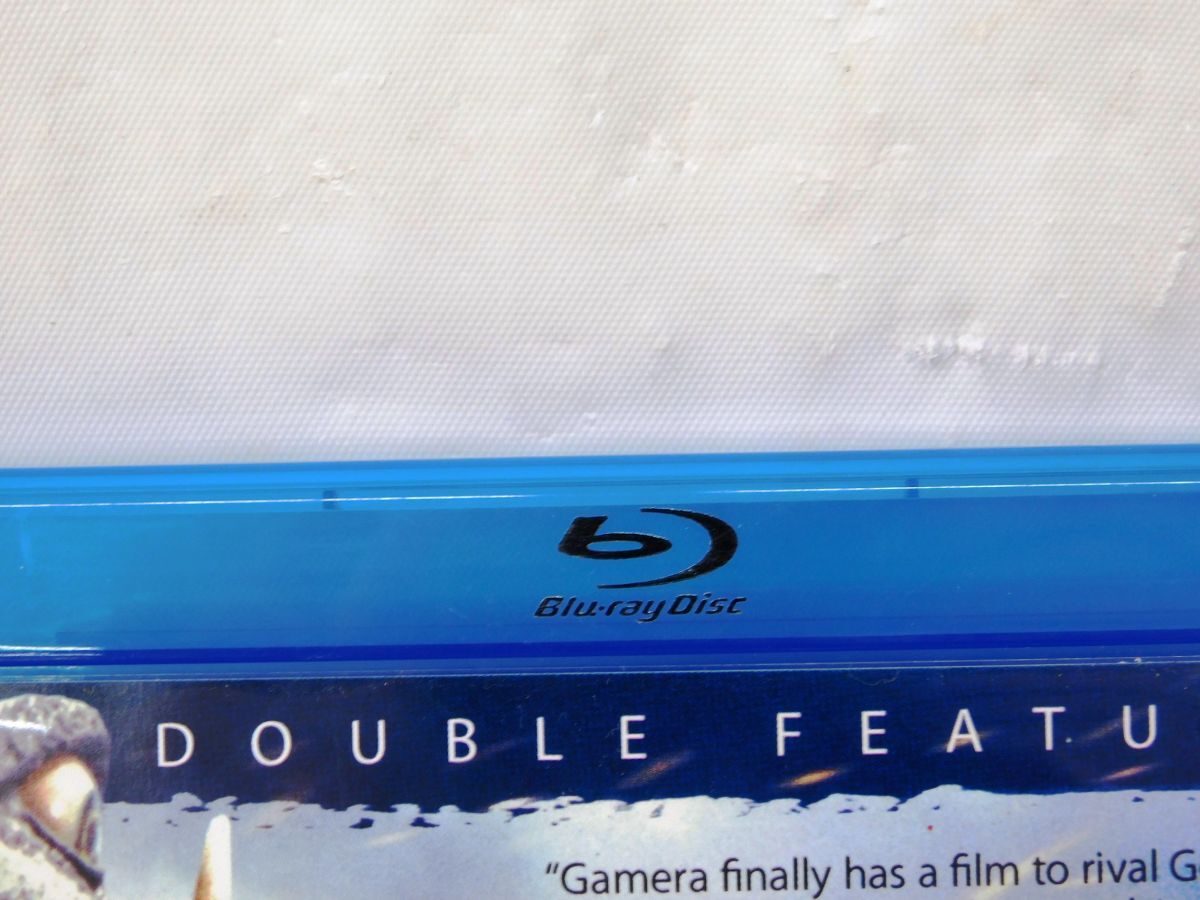 Blu-ray Disc
DOUBLE FEATU
“Gamera finally has a film to rival G